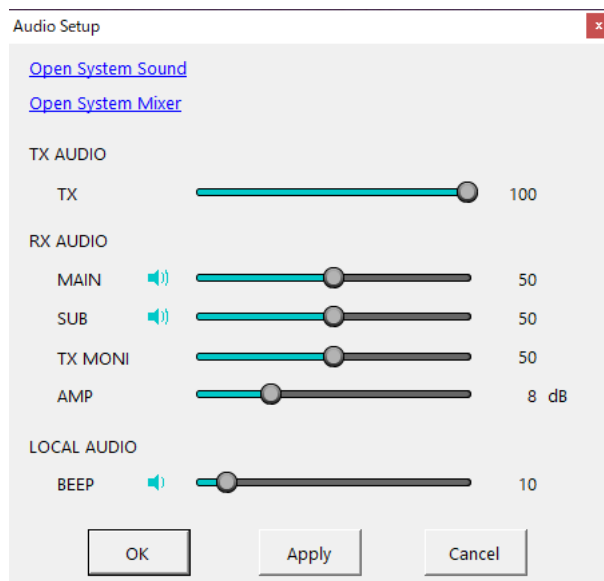 Audio Setup x
Open System Sound
Open System Mixer
TX AUDIO
TX 100
RX AUDIO
MAIN 50
SUB 50
TX MONI 50
AMP 8 dB
LOCAL AUDIO
BEEP 10
OK Apply Cancel